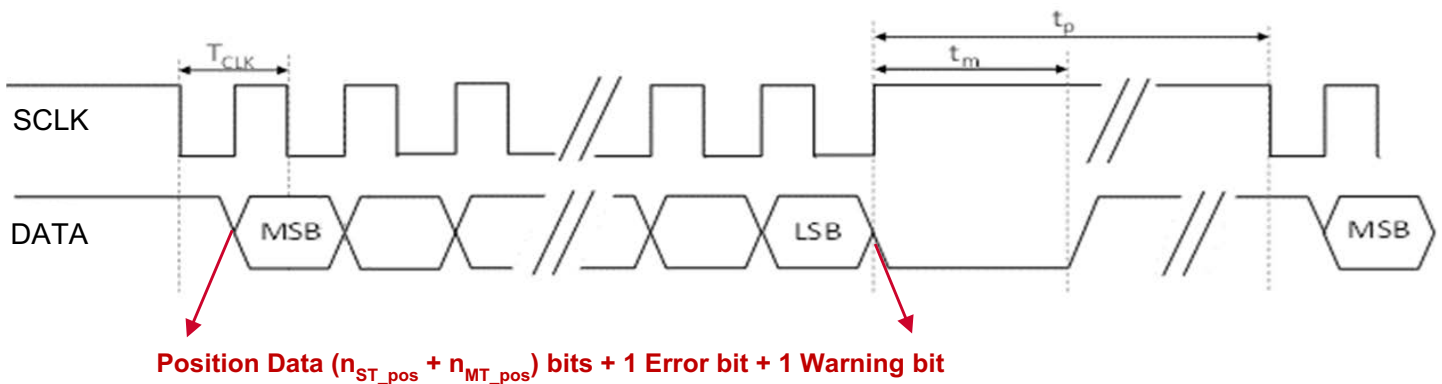 t_p
T_CLK
t_m
SCLK
DATA
MSB
LSB
MSB
Position Data (n_ST_pos + n_MT_pos) bits + 1 Error bit + 1 Warning bit